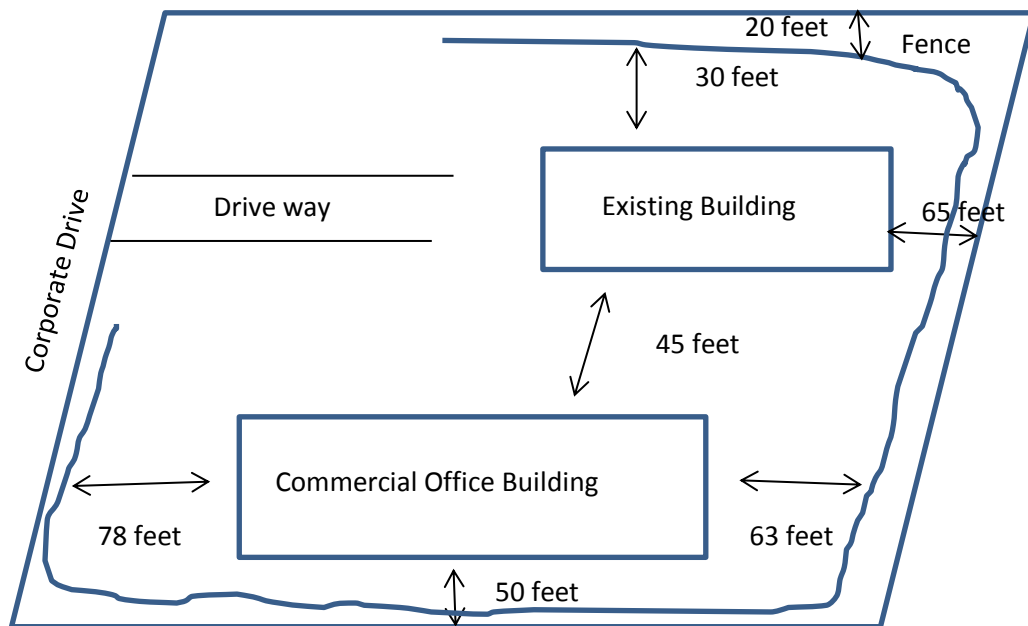 20 feet
Fence
30 feet
Drive way
Existing Building
65 feet
Corporate Drive
45 feet
Commercial Office Building
78 feet
63 feet
50 feet